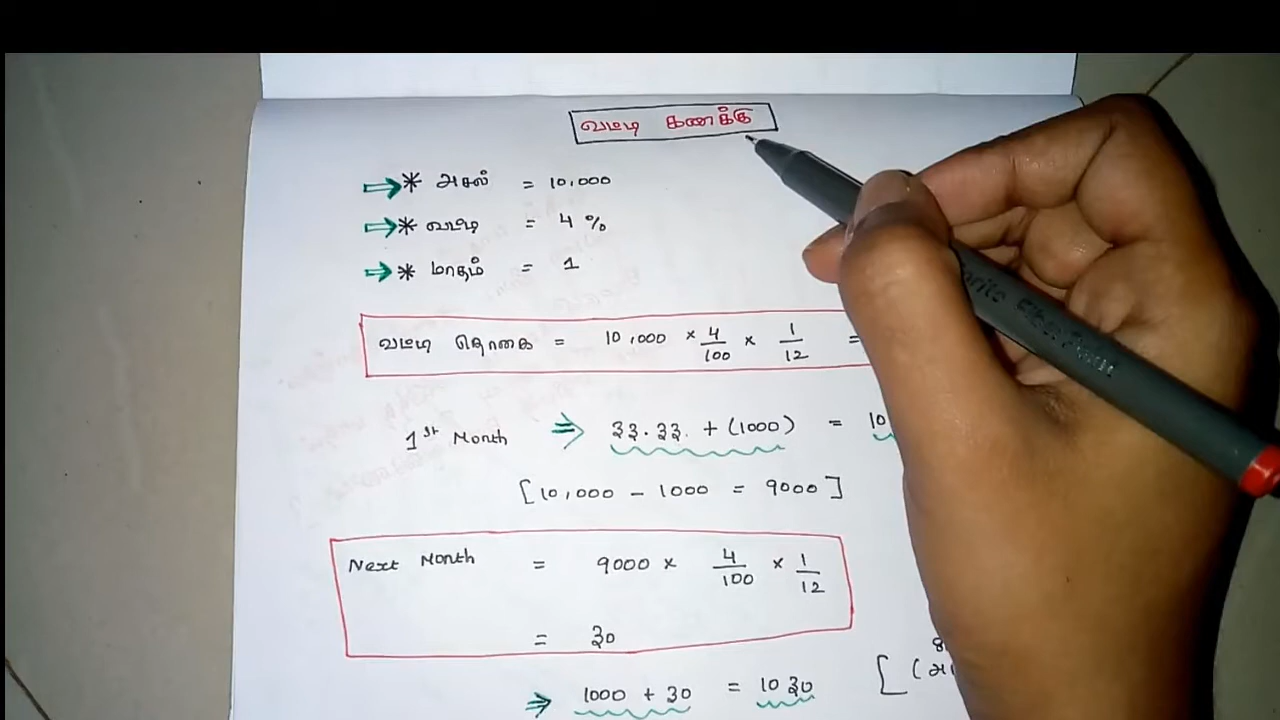 வட்டி கணக்கு
* அசல் = 10,000
* வட்டி = 4 %
* மாதம் = 1
வட்டி தொகை = 10,000 × 4/100 × 1/12 =
1st Month ⇒ 33.33. + (1000) = 10
[10,000 - 1000 = 9000]
Next Month = 9000 × 4/100 × 1/12
= 30
⇒ 1000 + 30 = 1030